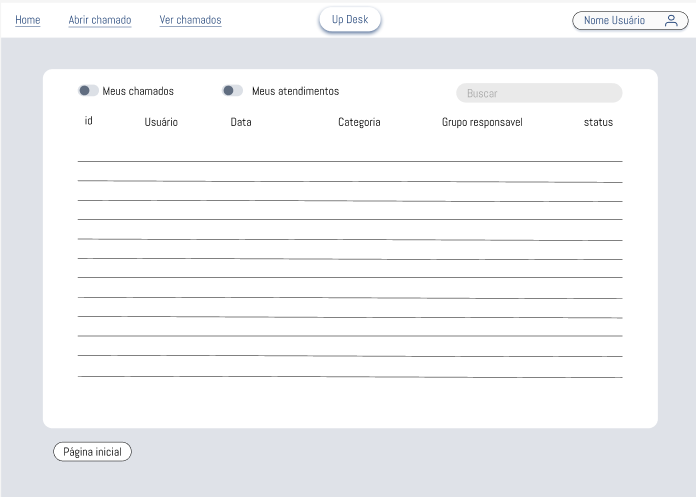 Home Abrir chamado Ver chamados Up Desk Nome Usuário
Meus chamados Meus atendimentos Buscar
id Usuário Data Categoria Grupo responsavel status
Página inicial